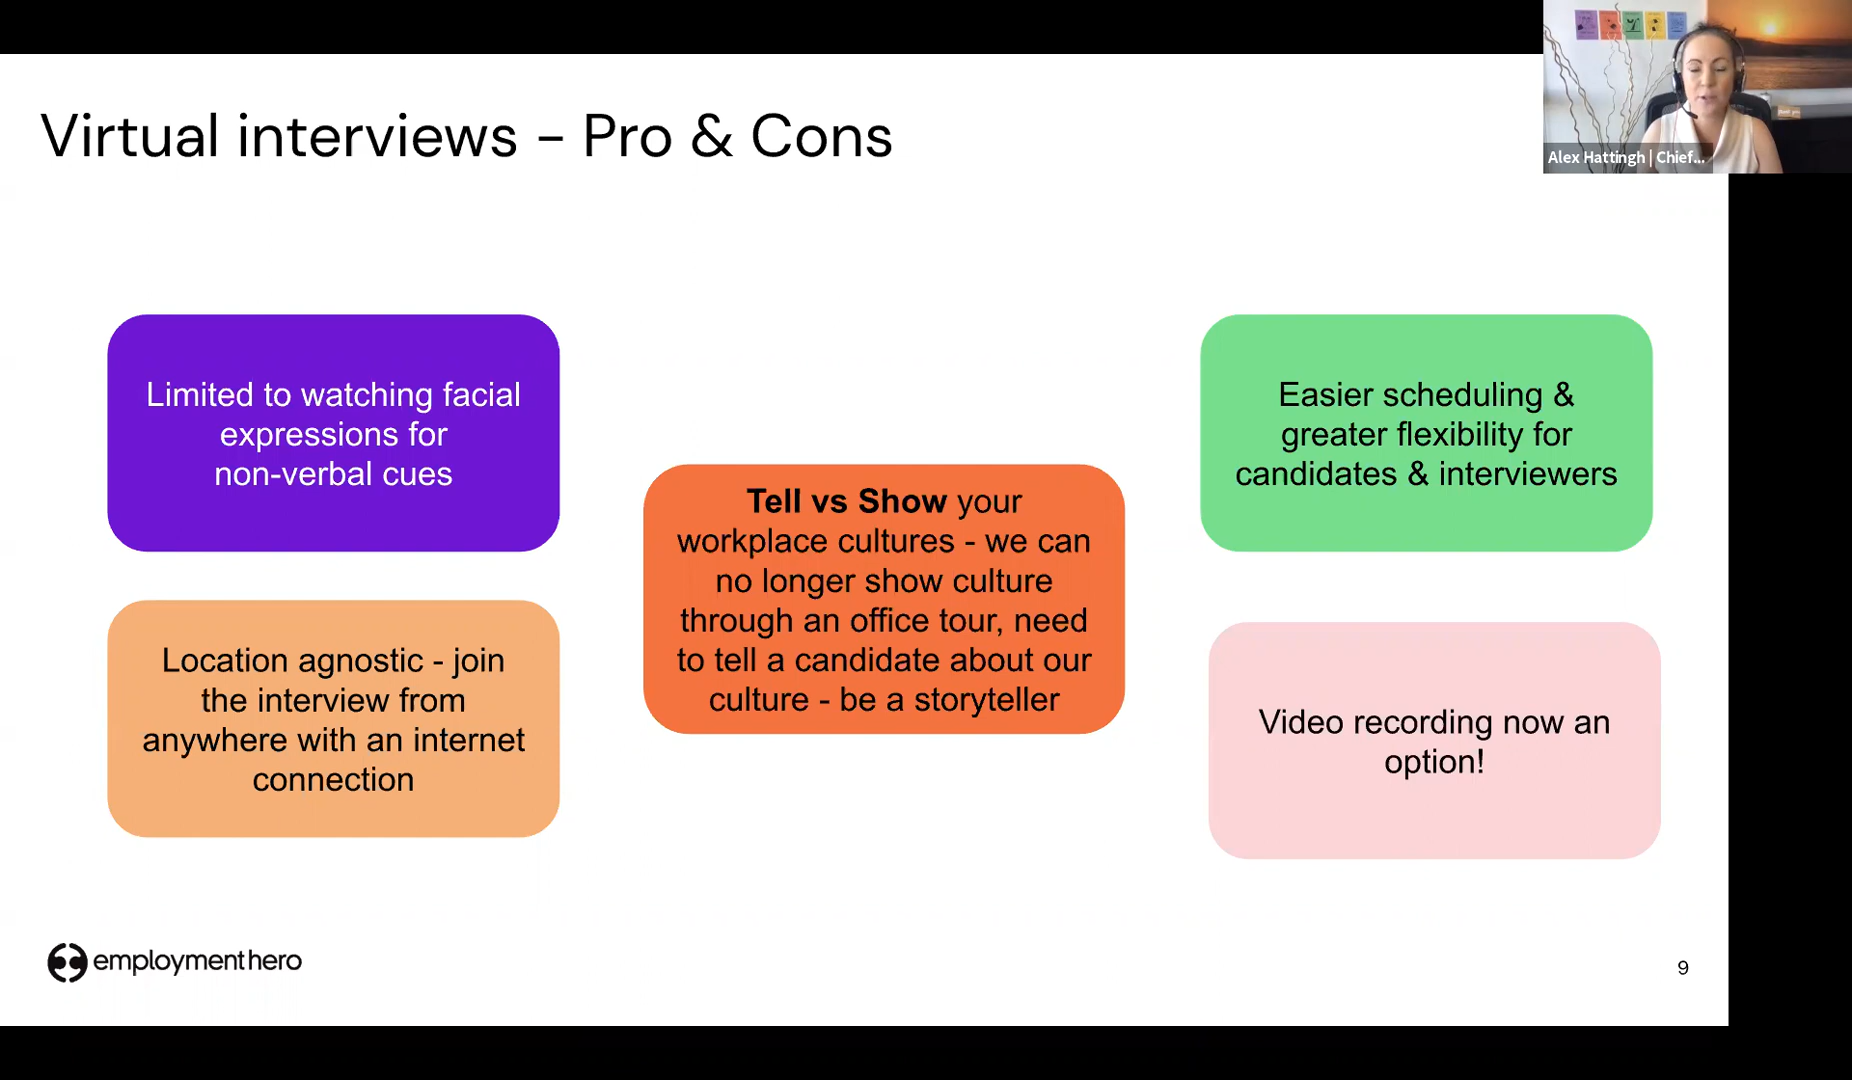 Virtual interviews – Pro & Cons
Alex Hattingh | Chief...
Limited to watching facial
expressions for
non-verbal cues
Location agnostic - join
the interview from
anywhere with an internet
connection
Tell vs Show your
workplace cultures - we can
no longer show culture
through an office tour, need
to tell a candidate about our
culture - be a storyteller
Easier scheduling &
greater flexibility for
candidates & interviewers
Video recording now an
option!
employmenthero
9